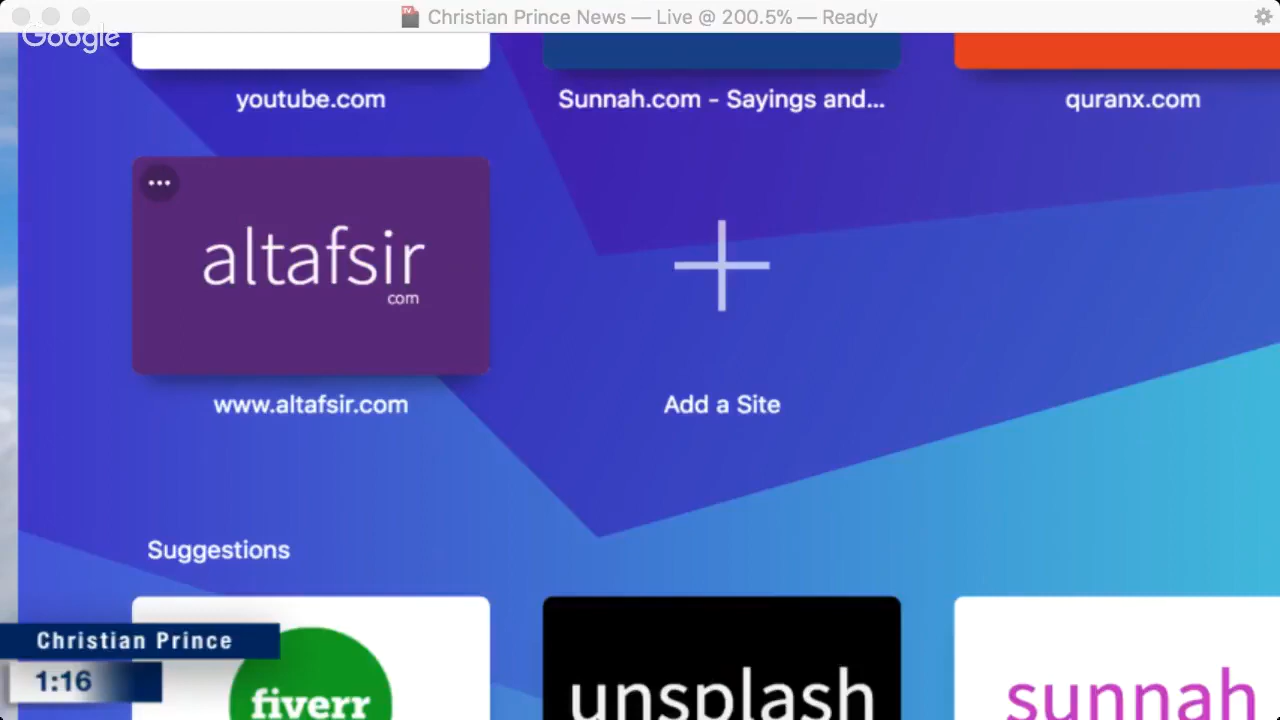 Christian Prince News — Live @ 200.5% — Ready
Google
youtube.com
Sunnah.com - Sayings and...
quranx.com
altafsir
com
www.altafsir.com
Add a Site
Suggestions
Christian Prince
1:16
fiverr
unsplash
sunnah